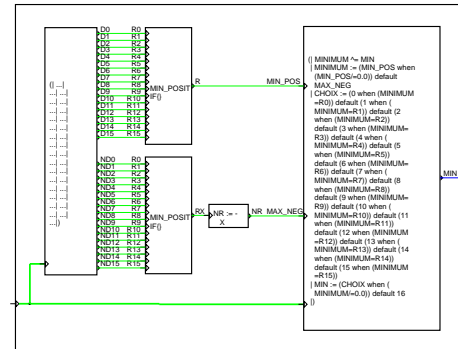 D0 R0
D1 R1
D2 R2
D3 R3
D4 R4
D5 R5
D6 R6
D7 R7
D8 R8
D9 R9
D10 R10
D11 R11
D12 R12
D13 R13
D14 R14
D15 R15
(| ...|
...| ...|
...| ...|
...| ...|
...| ...|
...| ...|
...| ...|
...| ...|
...| ...|
...| ...|
...| ...|
...| ...|
...| ...|
...| ...|
...| ...|
...|)
MIN_POSIT
IF()
R
MIN_POS
ND0 R0
ND1 R1
ND2 R2
ND3 R3
ND4 R4
ND5 R5
ND6 R6
ND7 R7
ND8 R8
ND9 R9
ND10 R10
ND11 R11
ND12 R12
ND13 R13
ND14 R14
ND15 R15
MIN_POSIT
IF()
RX
NR := -
X
NR MAX_NEG
(| MINIMUM ^= MIN
| MINIMUM := (MIN_POS when
(MIN_POS/=0.0)) default
MAX_NEG
| CHOIX := (0 when (MINIMUM
=R0)) default (1 when (
MINIMUM=R1)) default (2
when (MINIMUM=R2))
default (3 when (MINIMUM=
R3)) default (4 when (
MINIMUM=R4)) default (5
when (MINIMUM=R5))
default (6 when (MINIMUM=
R6)) default (7 when (
MINIMUM=R7)) default (8
when (MINIMUM=R8))
default (9 when (MINIMUM=
R9)) default (10 when (
MINIMUM=R10)) default (11
when (MINIMUM=R11))
default (12 when (MINIMUM
=R12)) default (13 when (
MINIMUM=R13)) default (14
when (MINIMUM=R14))
default (15 when (MINIMUM
=R15))
| MIN := (CHOIX when (
MINIMUM/=0.0)) default 16
|)
MIN